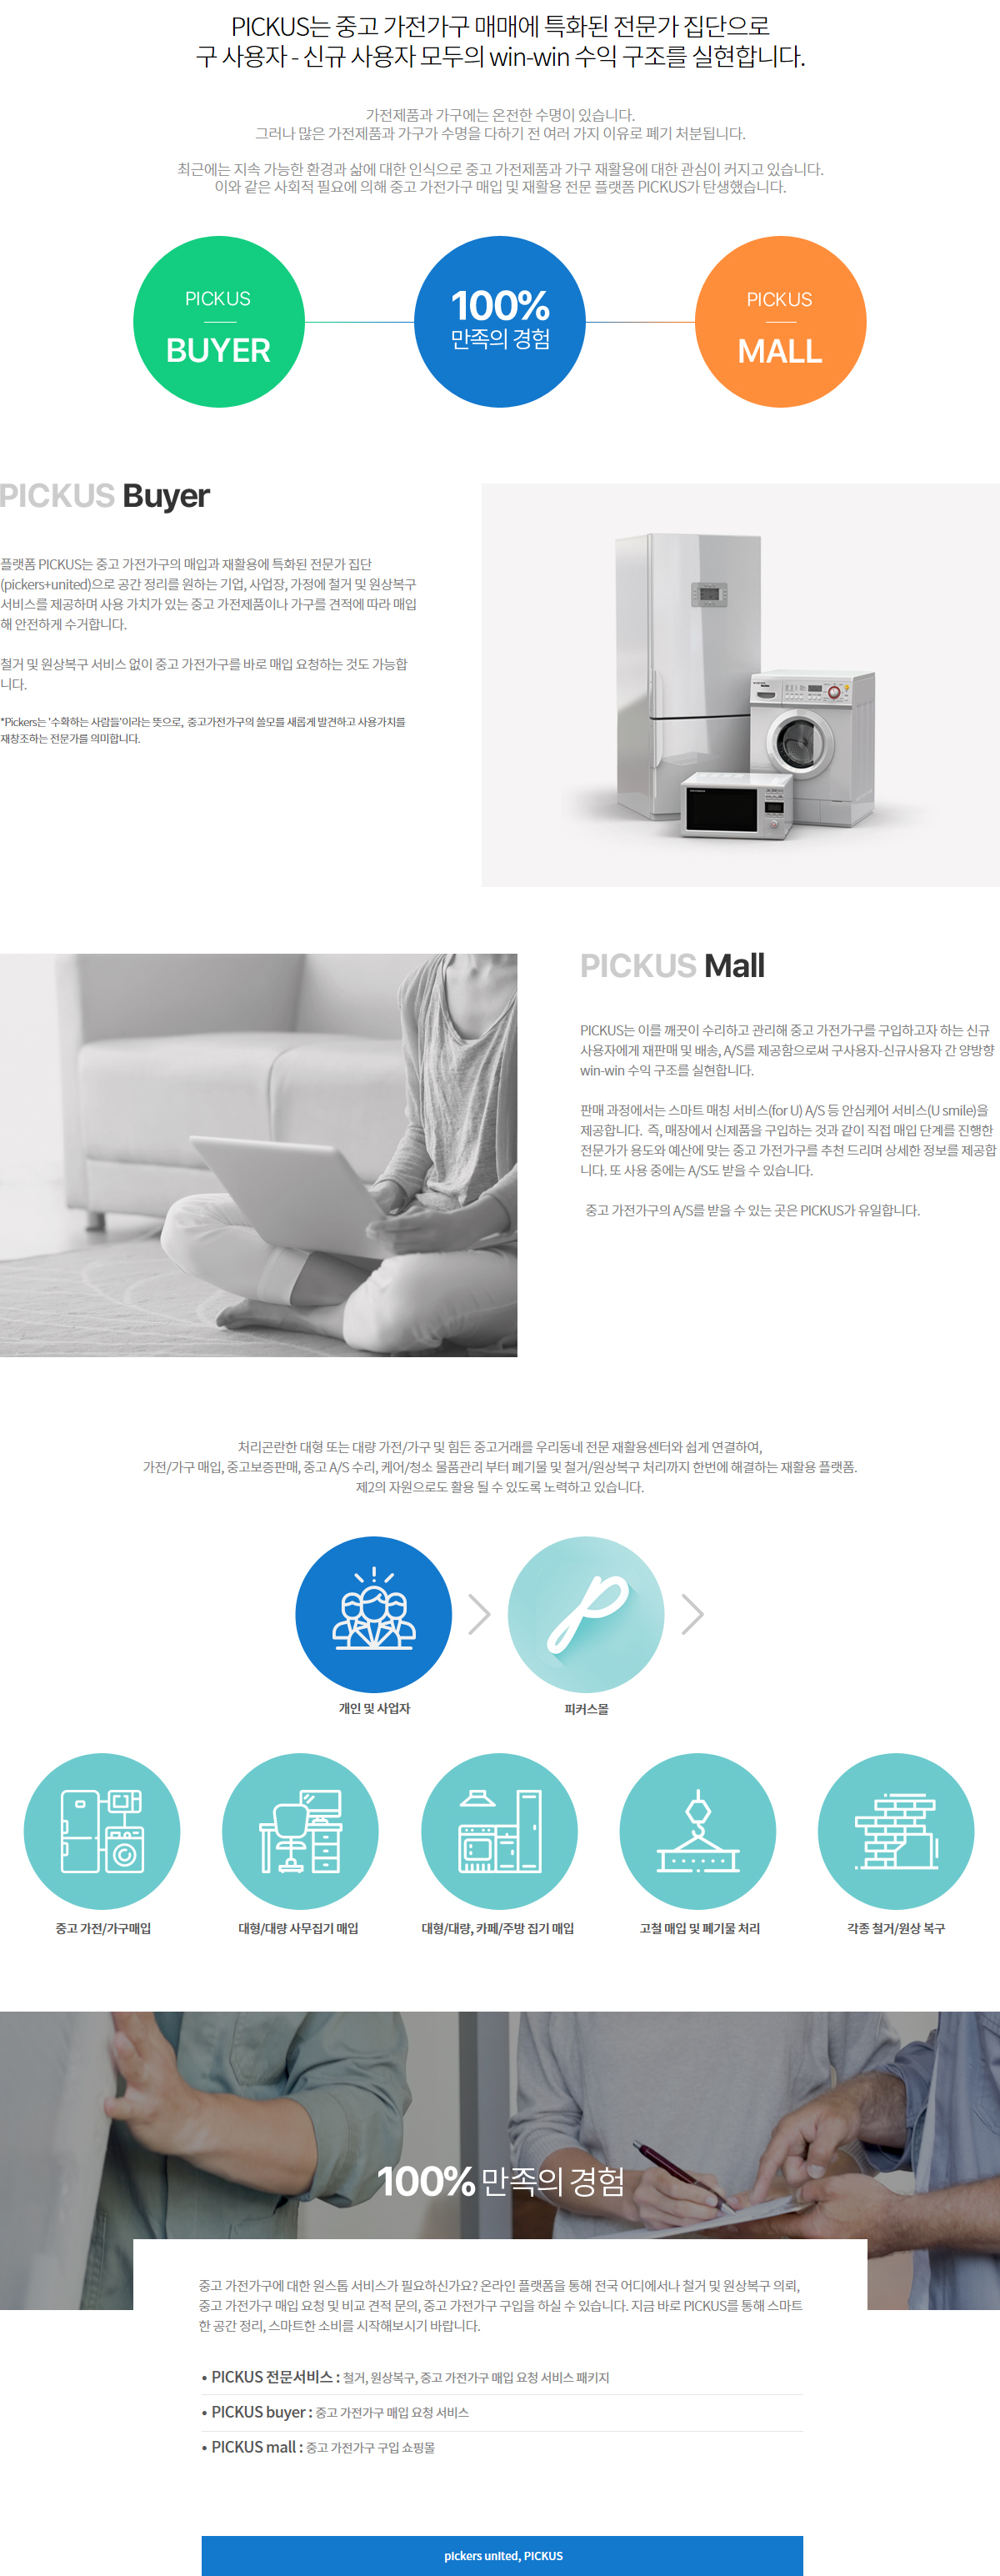 PICKUS는 중고 가전가구 매매에 특화된 전문가 집단으로
구 사용자 - 신규 사용자 모두의 win-win 수익 구조를 실현합니다.
가전제품과 가구에는 온전한 수명이 있습니다.
그러나 많은 가전제품과 가구가 수명을 다하기 전 여러 가지 이유로 폐기 처분됩니다.
최근에는 지속 가능한 환경과 삶에 대한 인식으로 중고 가전제품과 가구 재활용에 대한 관심이 커지고 있습니다.
이와 같은 사회적 필요에 의해 중고 가전가구 매입 및 재활용 전문 플랫폼 PICKUS가 탄생했습니다.
PICKUS
BUYER
100%
만족의 경험
PICKUS
MALL
PICKUS Buyer
플랫폼 PICKUS는 중고 가전가구의 매입과 재활용에 특화된 전문가 집단
(pickers+united)으로 공간 정리를 원하는 기업, 사업장, 가정에 철거 및 원상복구
서비스를 제공하며 사용 가치가 있는 중고 가전제품이나 가구를 견적에 따라 매입
해 안전하게 수거합니다.
철거 및 원상복구 서비스 없이 중고 가전가구를 바로 매입 요청하는 것도 가능합
니다.
*Pickers는 '수확하는 사람들'이라는 뜻으로, 중고가전가구의 쓸모를 새롭게 발견하고 사용가치를
재창조하는 전문가를 의미합니다.
PICKUS Mall
PICKUS는 이를 깨끗이 수리하고 관리해 중고 가전가구를 구입하고자 하는 신규
사용자에게 재판매 및 배송, A/S를 제공함으로써 구사용자-신규사용자 간 양방향
win-win 수익 구조를 실현합니다.
판매 과정에서는 스마트 매칭 서비스(for U) A/S 등 안심케어 서비스(U smile)을
제공합니다. 즉, 매장에서 신제품을 구입하는 것과 같이 직접 매입 단계를 진행한
전문가가 용도와 예산에 맞는 중고 가전가구를 추천 드리며 상세한 정보를 제공합
니다. 또 사용 중에는 A/S도 받을 수 있습니다.
중고 가전가구의 A/S를 받을 수 있는 곳은 PICKUS가 유일합니다.
처리곤란한 대형 또는 대량 가전/가구 및 힘든 중고거래를 우리동네 전문 재활용센터와 쉽게 연결하여,
가전/가구 매입, 중고보증판매, 중고 A/S 수리, 케어/청소 물품관리 부터 폐기물 및 철거/원상복구 처리까지 한번에 해결하는 재활용 플랫폼.
제2의 자원으로도 활용 될 수 있도록 노력하고 있습니다.
개인 및 사업자
피커스몰
중고 가전/가구매입
대형/대량 사무집기 매입
대형/대량, 카페/주방 집기 매입
고철 매입 및 폐기물 처리
각종 철거/원상 복구
100% 만족의 경험
중고 가전가구에 대한 원스톱 서비스가 필요하신가요? 온라인 플랫폼을 통해 전국 어디에서나 철거 및 원상복구 의뢰,
중고 가전가구 매입 요청 및 비교 견적 문의, 중고 가전가구 구입을 하실 수 있습니다. 지금 바로 PICKUS를 통해 스마트
한 공간 정리, 스마트한 소비를 시작해보시기 바랍니다.
• PICKUS 전문서비스 : 철거, 원상복구, 중고 가전가구 매입 요청 서비스 패키지
• PICKUS buyer : 중고 가전가구 매입 요청 서비스
• PICKUS mall : 중고 가전가구 구입 쇼핑몰
pickers united, PICKUS